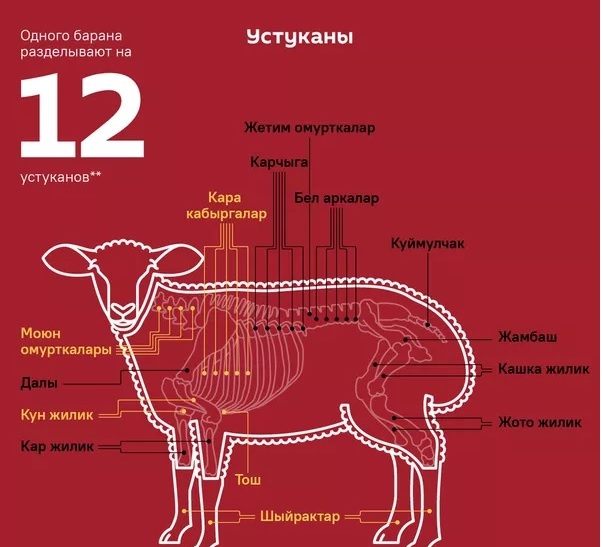 Одного барана
разделывают на
12
устуканов**
Устуканы
Жетим омурткалар
Карчыга
Кара
кабыргалар
Бел аркалар
Куймулчак
Моюн
омурткалары
Жамбаш
Далы
Кашка жилик
Кун жилик
Жото жилик
Кар жилик
Тош
Шыйрактар